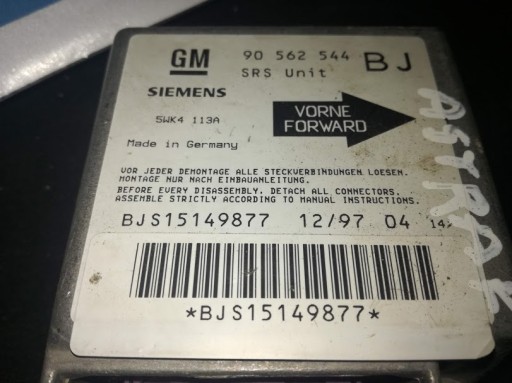 GM 90 562 544 BJ
SRS Unit
SIEMENS
5WK4 113A
VORNE
FORWARD
Made in Germany
VOR JEDER DEMONTAGE ALLE STECKVERBINDUNGEN LOESEN.
MONTAGE NUR NACH EINBAUANLEITUNG.
BEFORE EVERY DISASSEMBLY. DETACH ALL CONNECTORS.
ASSEMBLE STRICTLY ACCORDING TO MANUAL INSTRUCTIONS.
BJS15149877 12/97 04
*BJS15149877*
ASTRA F